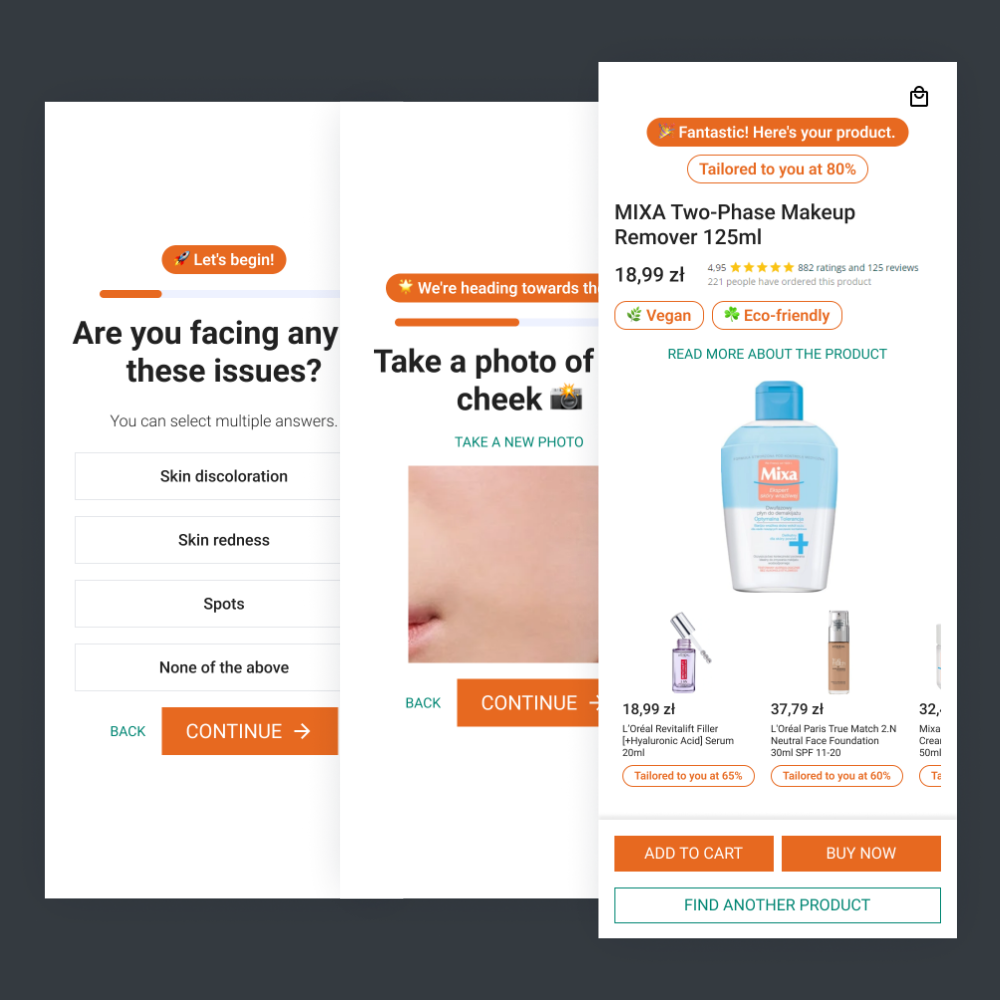 🚀 Let's begin!
Are you facing any
these issues?
You can select multiple answers.
Skin discoloration
Skin redness
Spots
None of the above
BACK
CONTINUE →
🌟 We're heading towards the
Take a photo of
cheek 📸
TAKE A NEW PHOTO
BACK
CONTINUE
🎉 Fantastic! Here's your product.
Tailored to you at 80%
MIXA Two-Phase Makeup
Remover 125ml
18,99 zł
4,95 ★★★★★ 882 ratings and 125 reviews
221 people have ordered this product
🌿 Vegan
☘️ Eco-friendly
READ MORE ABOUT THE PRODUCT
Mixa
Optymalna Tolerancja
18,99 zł
L'Oréal Revitalift Filler
[+Hyaluronic Acid] Serum
20ml
Tailored to you at 65%
37,79 zł
L'Oréal Paris True Match 2.N
Neutral Face Foundation
30ml SPF 11-20
Tailored to you at 60%
32,
Mixa
50ml
ADD TO CART
BUY NOW
FIND ANOTHER PRODUCT